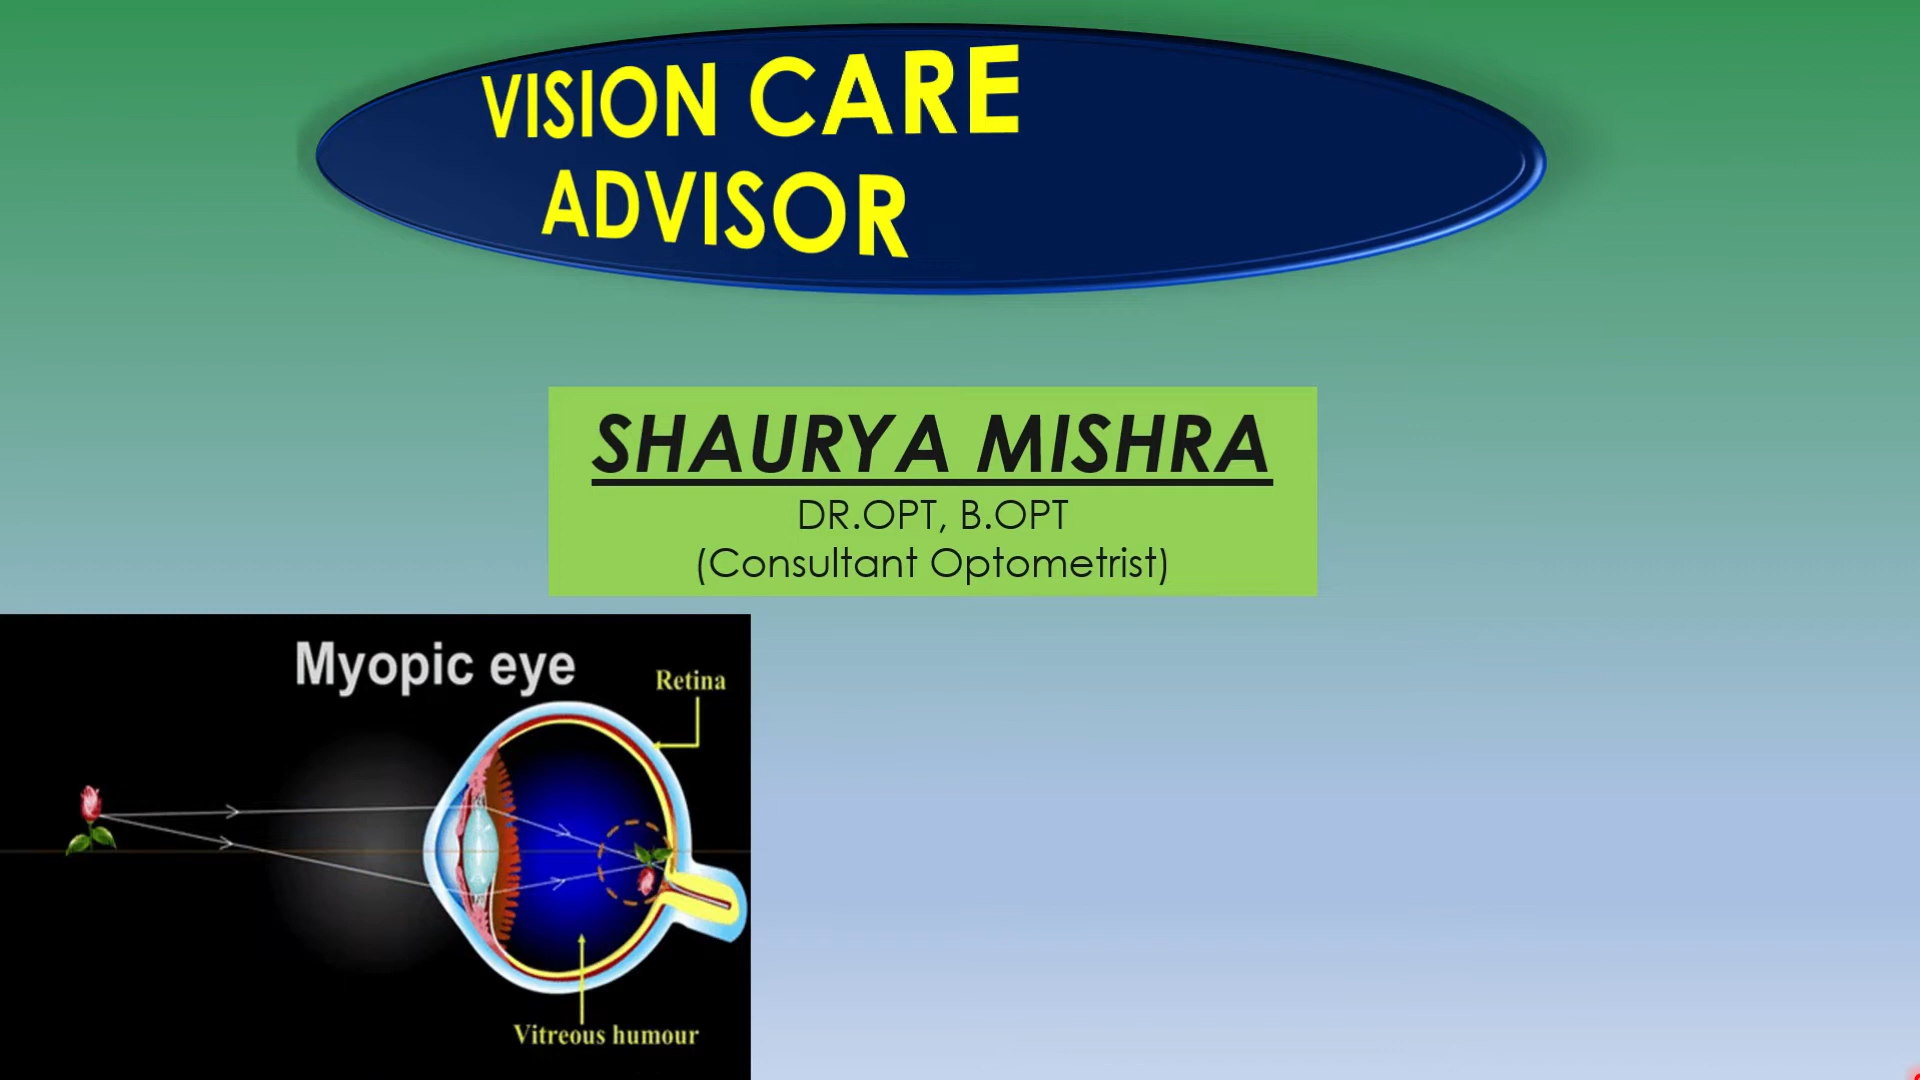 VISION CARE
ADVISOR
SHAURYA MISHRA
DR.OPT, B.OPT
(Consultant Optometrist)
Myopic eye
Retina
Vitreous humour